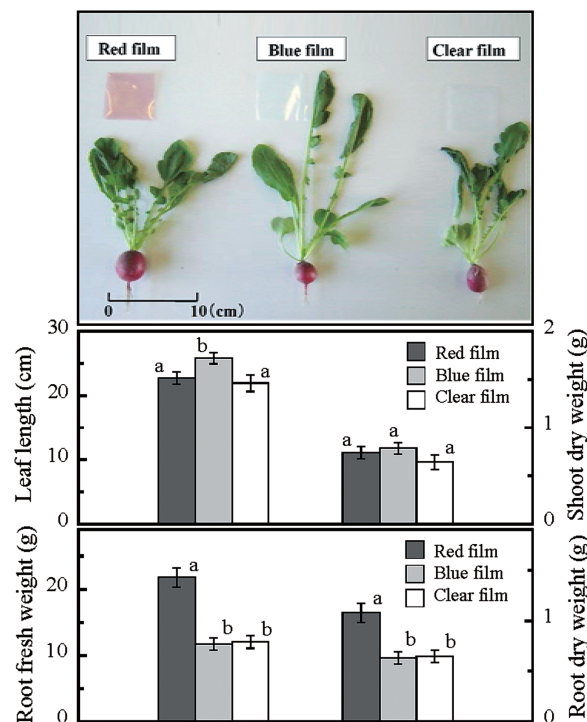 Red film
Blue film
Clear film
0 10 (cm)
30
20
10
0
Leaf length (cm)
a
b
a
a
a
a
Red film
Blue film
Clear film
2
1
0
Shoot dry weight (g)
20
10
0
Root fresh weight (g)
a
b
b
a
b
b
Red film
Blue film
Clear film
1
0
Root dry weight (g)